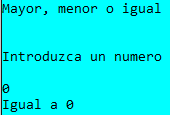 Mayor, menor o igual
Introduzca un numero
0
Igual a 0